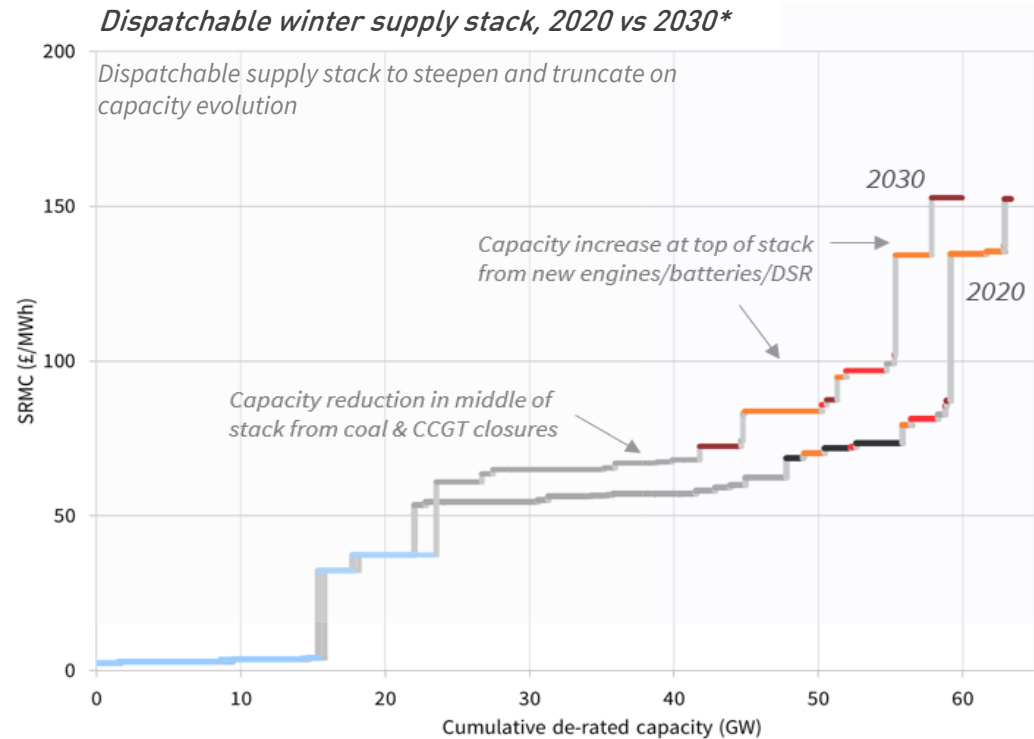 Dispatchable winter supply stack, 2020 vs 2030*
200
Dispatchable supply stack to steepen and truncate on
capacity evolution
150
2030
Capacity increase at top of stack
from new engines/batteries/DSR
2020
SRMC (£/MWh)
100
Capacity reduction in middle of
stack from coal & CCGT closures
50
0
0 10 20 30 40 50 60
Cumulative de-rated capacity (GW)